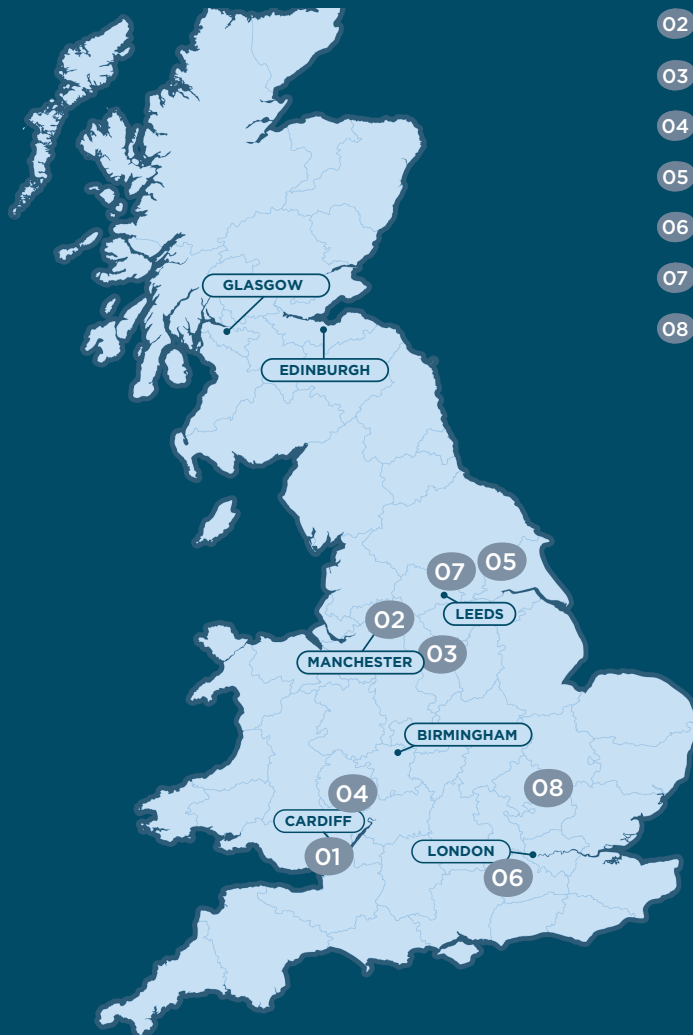 02
03
04
05
06
07
08
GLASGOW
EDINBURGH
07
05
LEEDS
02
MANCHESTER
03
BIRMINGHAM
04
08
CARDIFF
01
LONDON
06